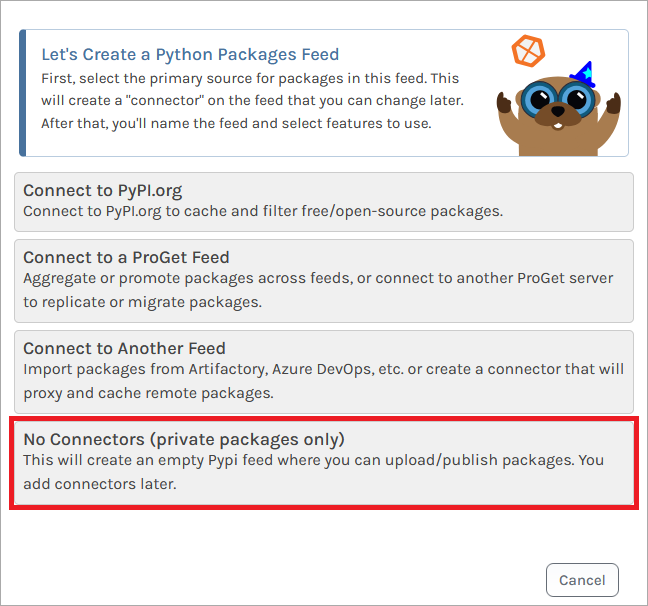 Let's Create a Python Packages Feed
First, select the primary source for packages in this feed. This
will create a "connector" on the feed that you can change later.
After that, you'll name the feed and select features to use.
Connect to PyPI.org
Connect to PyPI.org to cache and filter free/open-source packages.
Connect to a ProGet Feed
Aggregate or promote packages across feeds, or connect to another ProGet server
to replicate or migrate packages.
Connect to Another Feed
Import packages from Artifactory, Azure DevOps, etc. or create a connector that will
proxy and cache remote packages.
No Connectors (private packages only)
This will create an empty Pypi feed where you can upload/publish packages. You
add connectors later.
Cancel